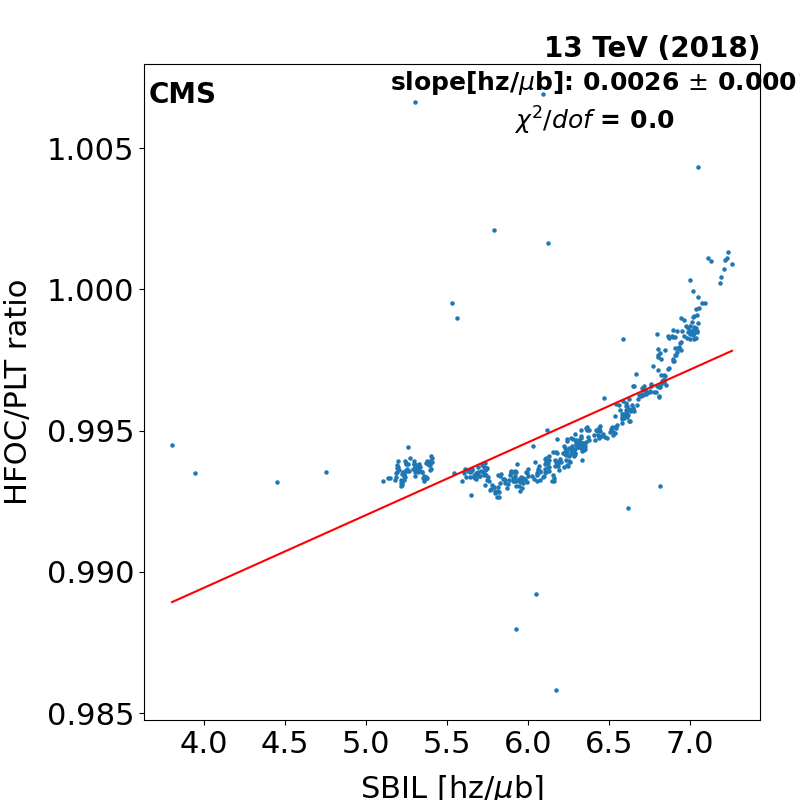 13 TeV (2018)
CMS
slope[hz/μb]: 0.0026 ± 0.000
χ²/dof = 0.0
1.005
1.000
0.995
0.990
0.985
HFOC/PLT ratio
4.0 4.5 5.0 5.5 6.0 6.5 7.0
SBIL [hz/μb]